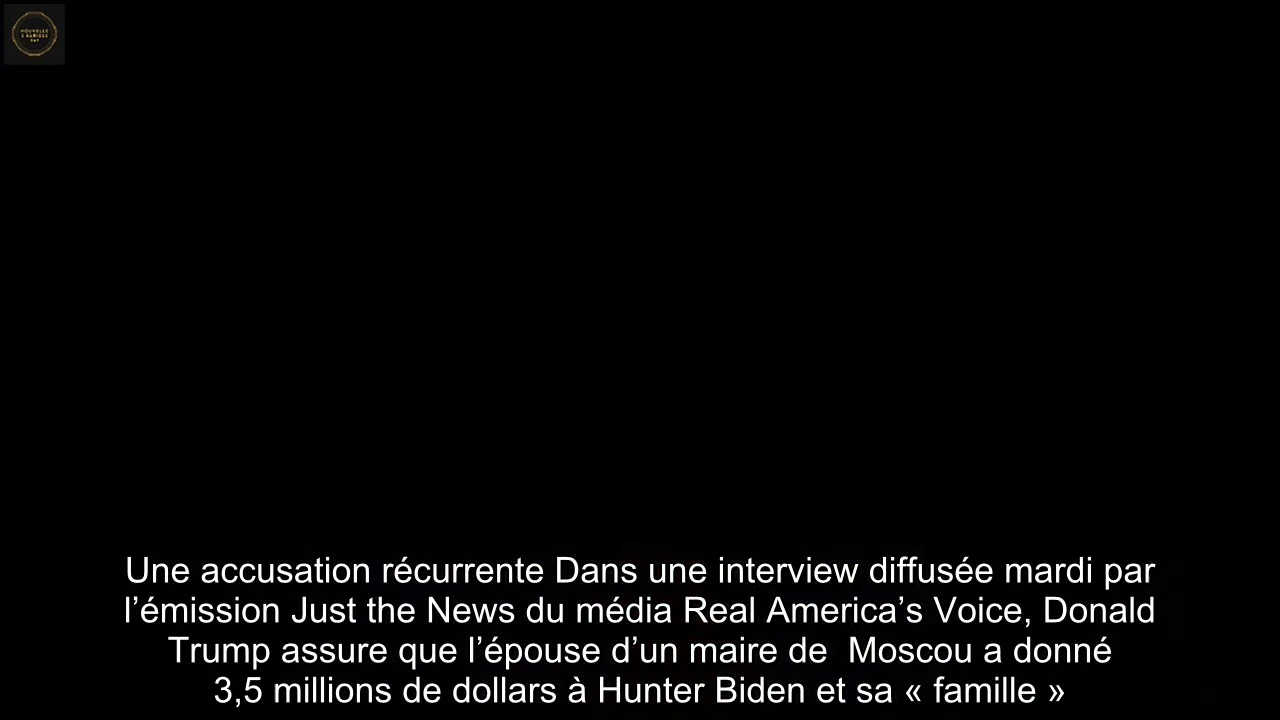 NOUVELLE
Une accusation récurrente Dans une interview diffusée mardi par
l’émission Just the News du média Real America’s Voice, Donald
Trump assure que l’épouse d’un maire de  Moscou a donné
3,5 millions de dollars à Hunter Biden et sa « famille »